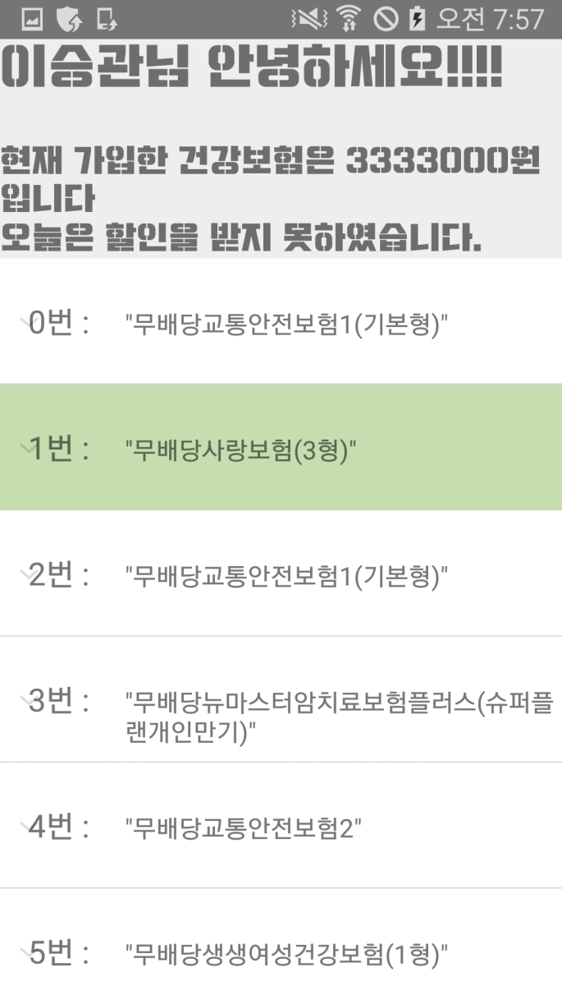 오전 7:57
이승관님 안녕하세요!!!!
현재 가입한 건강보험은 3333000원
입니다
오늘은 할인을 받지 못하였습니다.
0번 : "무배당교통안전보험1(기본형)"
1번 : "무배당사랑보험(3형)"
2번 : "무배당교통안전보험1(기본형)"
3번 : "무배당뉴마스터암치료보험플러스(슈퍼플
랜개인만기)"
4번 : "무배당교통안전보험2"
5번 : "무배당생생여성건강보험(1형)"